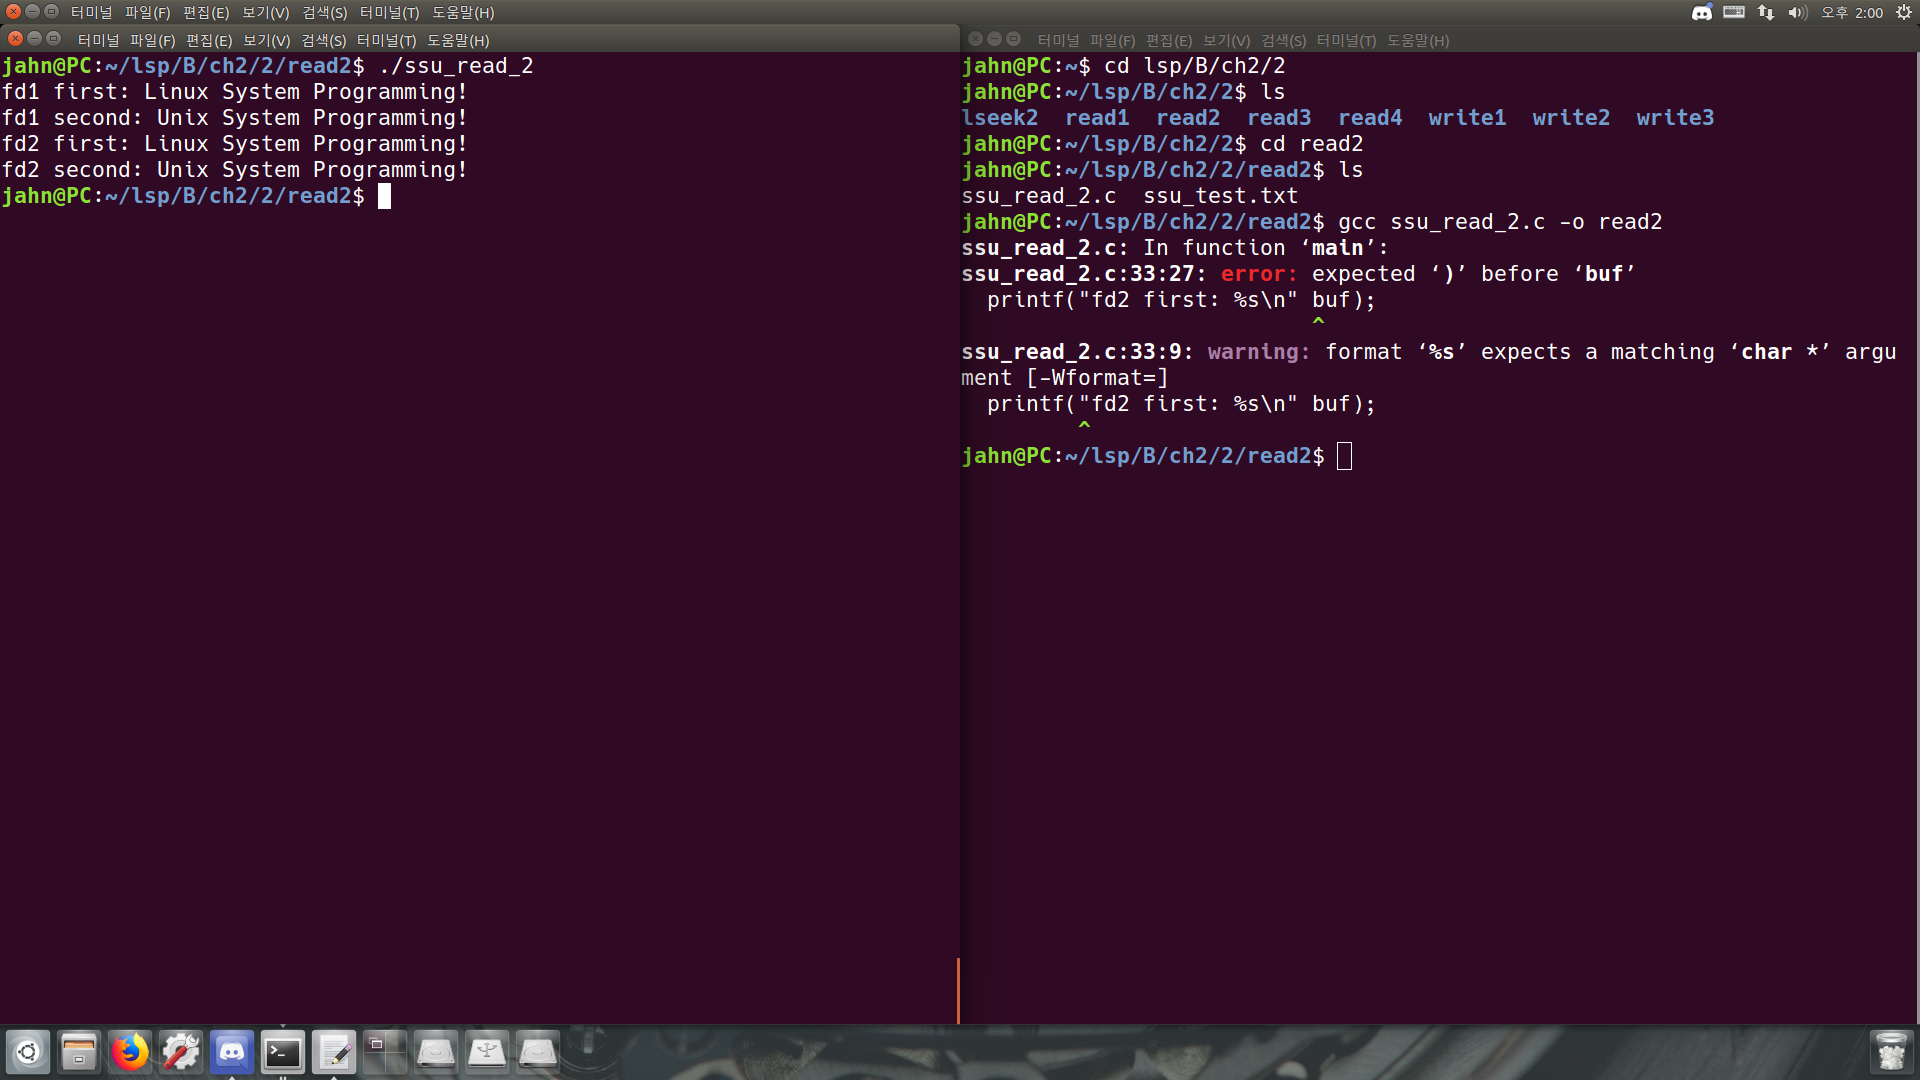 터미널 파일(F) 편집(E) 보기(V) 검색(S) 터미널(T) 도움말(H) 오후 2:00
터미널 파일(F) 편집(E) 보기(V) 검색(S) 터미널(T) 도움말(H)
jahn@PC:~/lsp/B/ch2/2/read2$ ./ssu_read_2
fd1 first: Linux System Programming!
fd1 second: Unix System Programming!
fd2 first: Linux System Programming!
fd2 second: Unix System Programming!
jahn@PC:~/lsp/B/ch2/2/read2$
터미널 파일(F) 편집(E) 보기(V) 검색(S) 터미널(T) 도움말(H)
jahn@PC:~$ cd lsp/B/ch2/2
jahn@PC:~/lsp/B/ch2/2$ ls
lseek2 read1 read2 read3 read4 write1 write2 write3
jahn@PC:~/lsp/B/ch2/2$ cd read2
jahn@PC:~/lsp/B/ch2/2/read2$ ls
ssu_read_2.c ssu_test.txt
jahn@PC:~/lsp/B/ch2/2/read2$ gcc ssu_read_2.c -o read2
ssu_read_2.c: In function ‘main’:
ssu_read_2.c:33:27: error: expected ‘)’ before ‘buf’
printf("fd2 first: %s\n" buf);
^
ssu_read_2.c:33:9: warning: format ‘%s’ expects a matching ‘char *’ argu
ment [-Wformat=]
printf("fd2 first: %s\n" buf);
^
jahn@PC:~/lsp/B/ch2/2/read2$